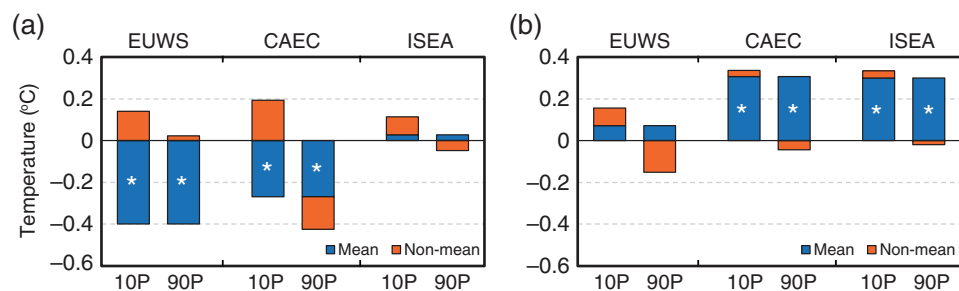 (a)
EUWS CAEC ISEA
Temperature (°C)
0.4
0.2
0
−0.2
−0.4
−0.6
* * * *
Mean Non-mean
10P 90P 10P 90P 10P 90P
(b)
EUWS CAEC ISEA
0.4
0.2
0
−0.2
−0.4
−0.6
* * * *
Mean Non-mean
10P 90P 10P 90P 10P 90P